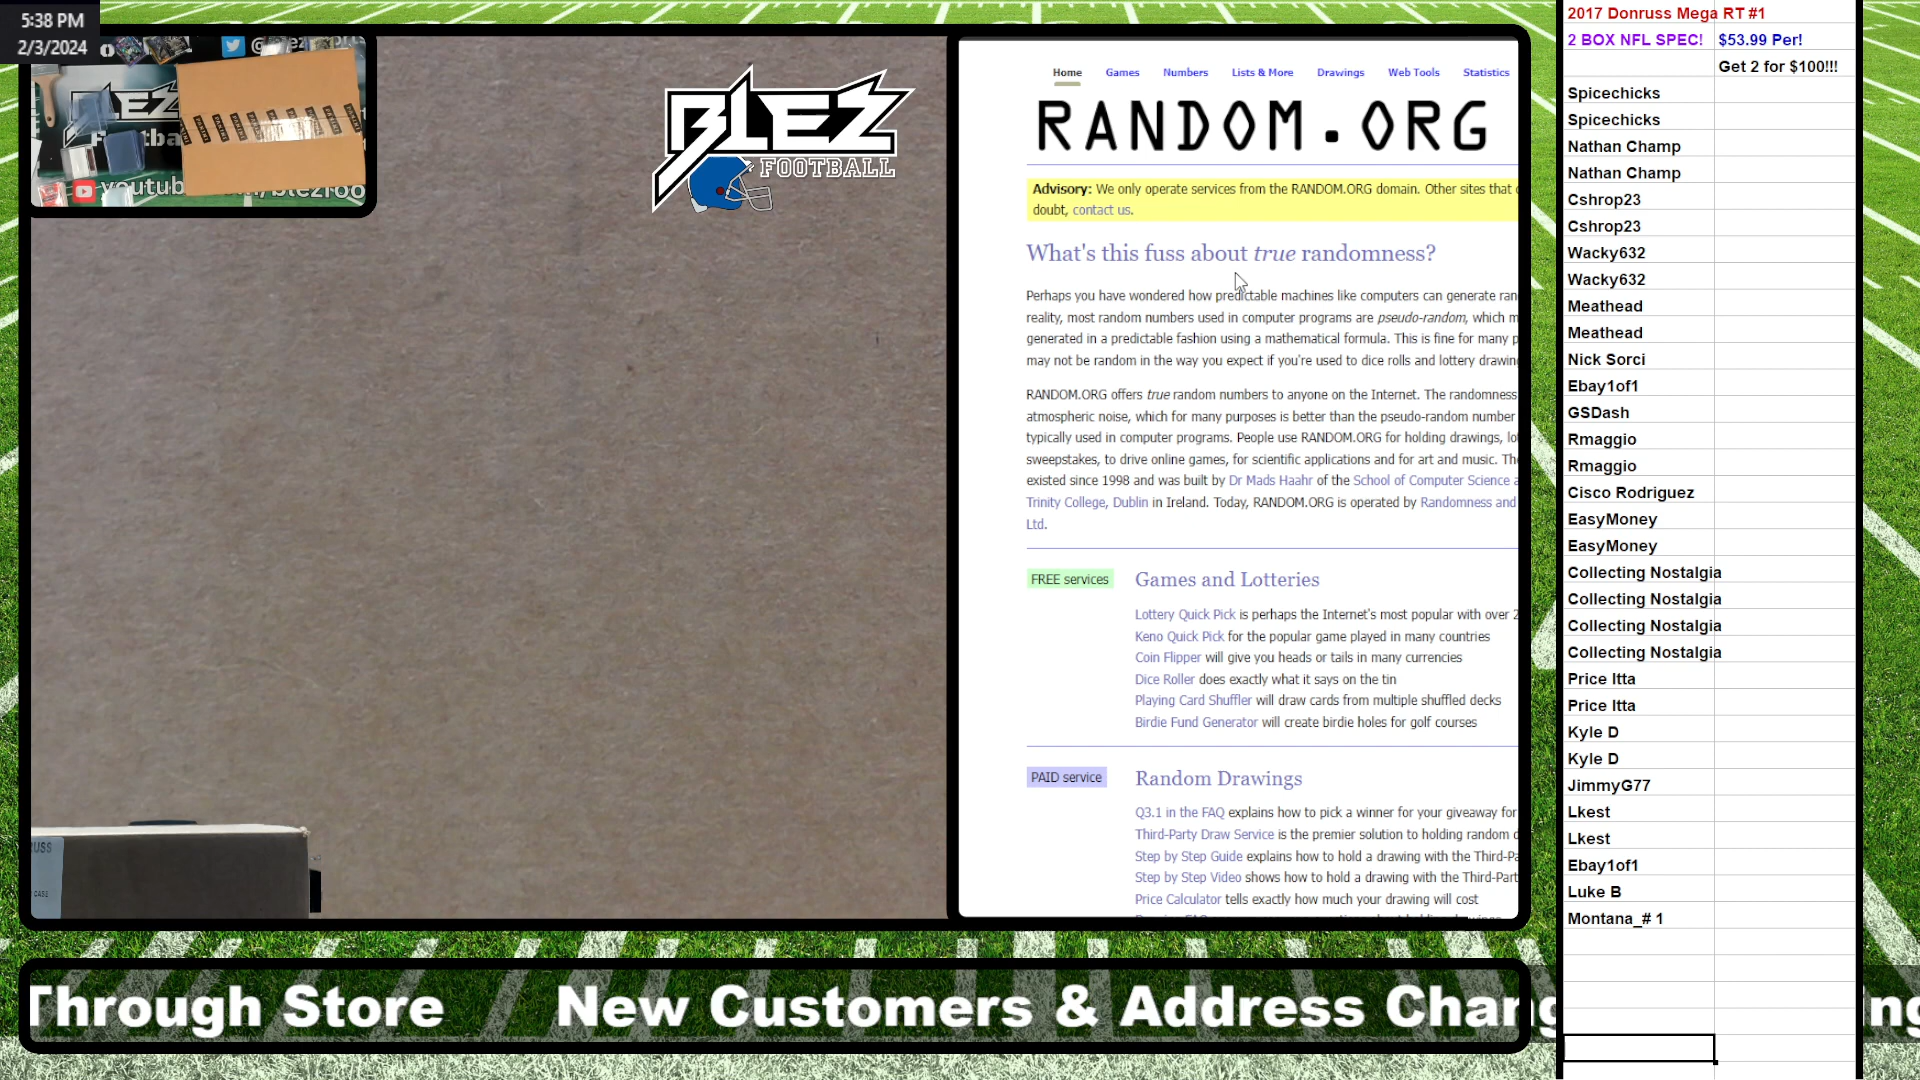 5:38 PM
2/3/2024
BLEZ
FOOTBALL
Home Games Numbers Lists & More Drawings Web Tools Statistics
RANDOM.ORG
Advisory: We only operate services from the RANDOM.ORG domain. Other sites that
doubt, contact us.
What's this fuss about true randomness?
Perhaps you have wondered how predictable machines like computers can generate
reality, most random numbers used in computer programs are pseudo-random, which
generated in a predictable fashion using a mathematical formula. This is fine for many
may not be random in the way you expect if you're used to dice rolls and lottery
RANDOM.ORG offers true random numbers to anyone on the Internet. The randomness
atmospheric noise, which for many purposes is better than the pseudo-random number
typically used in computer programs. People use RANDOM.ORG for holding drawings,
sweepstakes, to drive online games, for scientific applications and for art and music.
existed since 1998 and was built by Dr Mads Haahr of the School of Computer Science
Trinity College, Dublin in Ireland. Today, RANDOM.ORG is operated by Randomness and
Ltd.
FREE services
Games and Lotteries
Lottery Quick Pick is perhaps the Internet's most popular with over
Keno Quick Pick for the popular game played in many countries
Coin Flipper will give you heads or tails in many currencies
Dice Roller does exactly what it says on the tin
Playing Card Shuffler will draw cards from multiple shuffled decks
Birdie Fund Generator will create birdie holes for golf courses
PAID service
Random Drawings
Q3.1 in the FAQ explains how to pick a winner for your giveaway for
Third-Party Draw Service is the premier solution to holding random
Step by Step Guide explains how to hold a drawing with the
Step by Step Video shows how to hold a drawing with the
Price Calculator tells exactly how much your drawing will cost
2017 Donruss Mega RT #1
2 BOX NFL SPEC! $53.99 Per!
Get 2 for $100!!!
Spicechicks
Spicechicks
Nathan Champ
Nathan Champ
Cshrop23
Cshrop23
Wacky632
Wacky632
Meathead
Meathead
Nick Sorci
Ebay1of1
GSDash
Rmaggio
Rmaggio
Cisco Rodriguez
EasyMoney
EasyMoney
Collecting Nostalgia
Collecting Nostalgia
Collecting Nostalgia
Collecting Nostalgia
Price Itta
Price Itta
Kyle D
Kyle D
JimmyG77
Lkest
Lkest
Ebay1of1
Luke B
Montana_# 1
Through Store New Customers & Address Chang